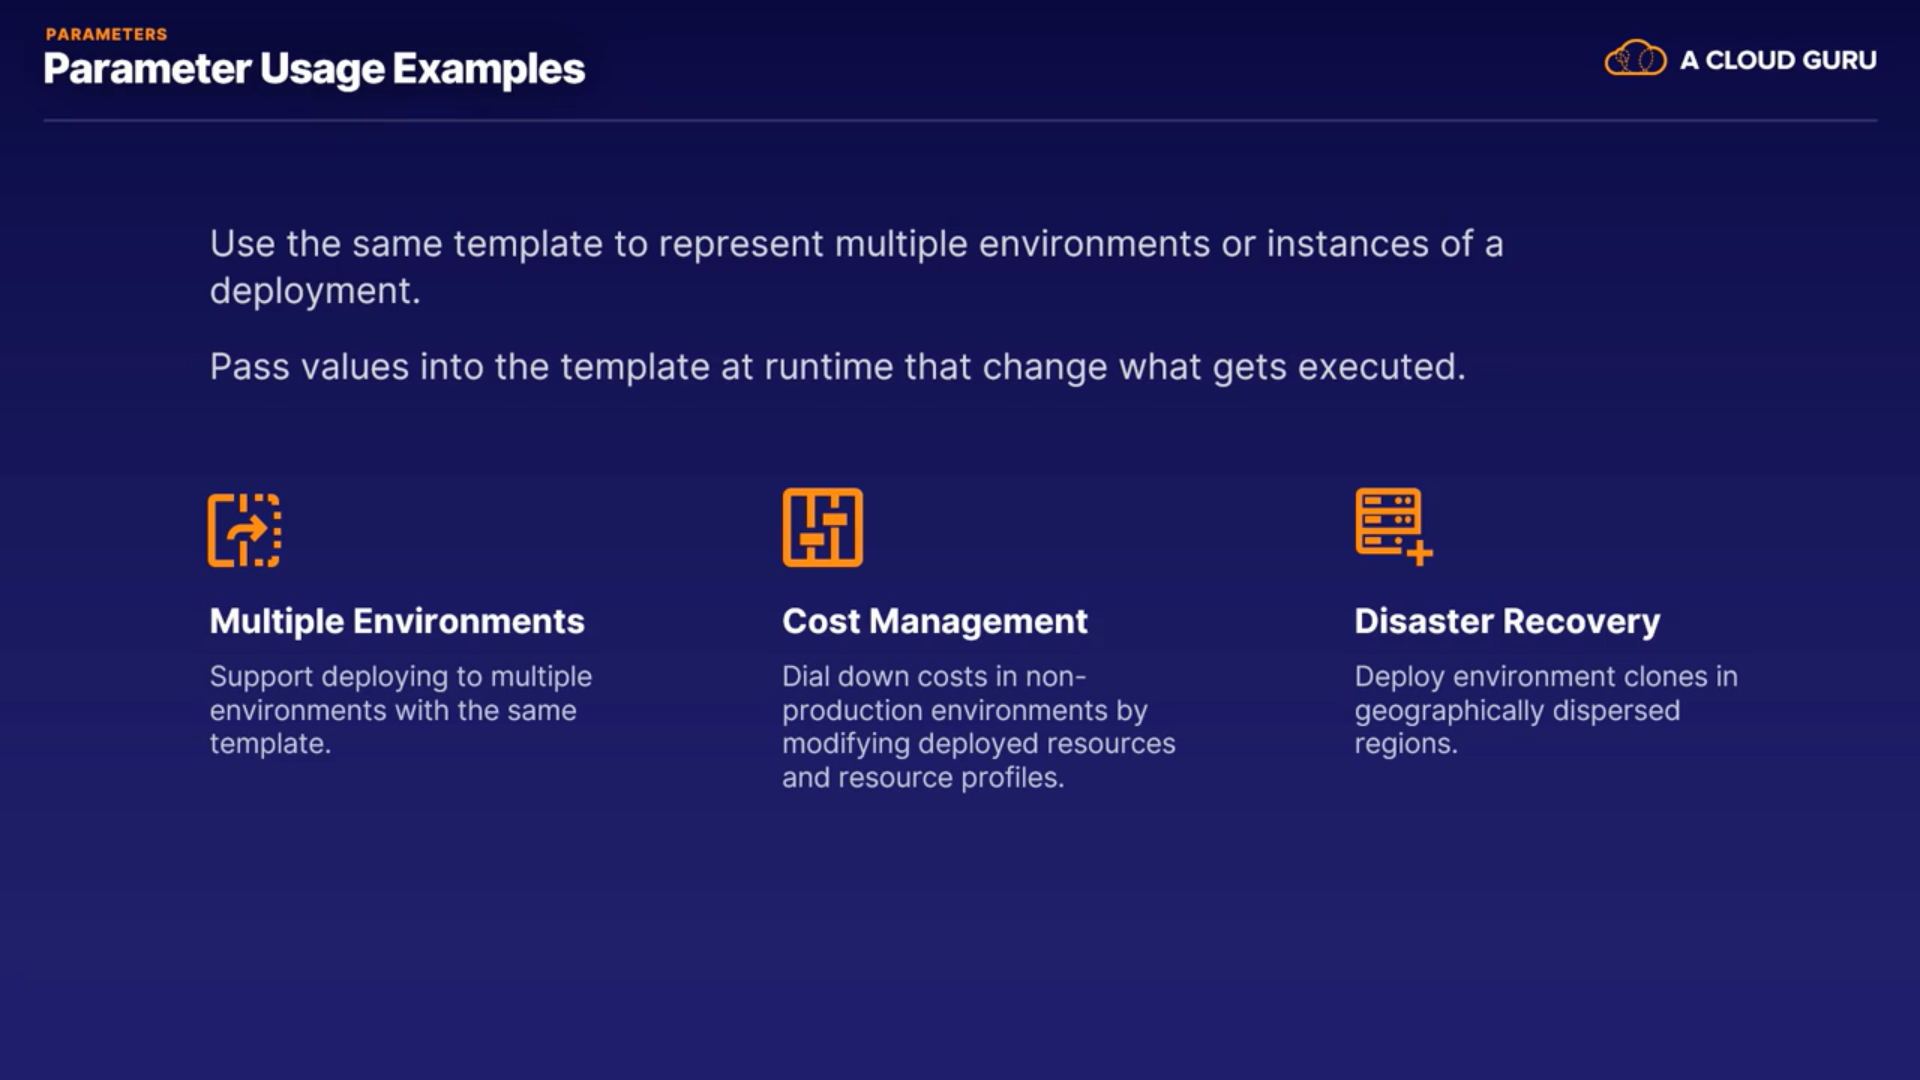 PARAMETERS
Parameter Usage Examples
A CLOUD GURU
Use the same template to represent multiple environments or instances of a
deployment.
Pass values into the template at runtime that change what gets executed.
Multiple Environments
Support deploying to multiple
environments with the same
template.
Cost Management
Dial down costs in non-
production environments by
modifying deployed resources
and resource profiles.
Disaster Recovery
Deploy environment clones in
geographically dispersed
regions.